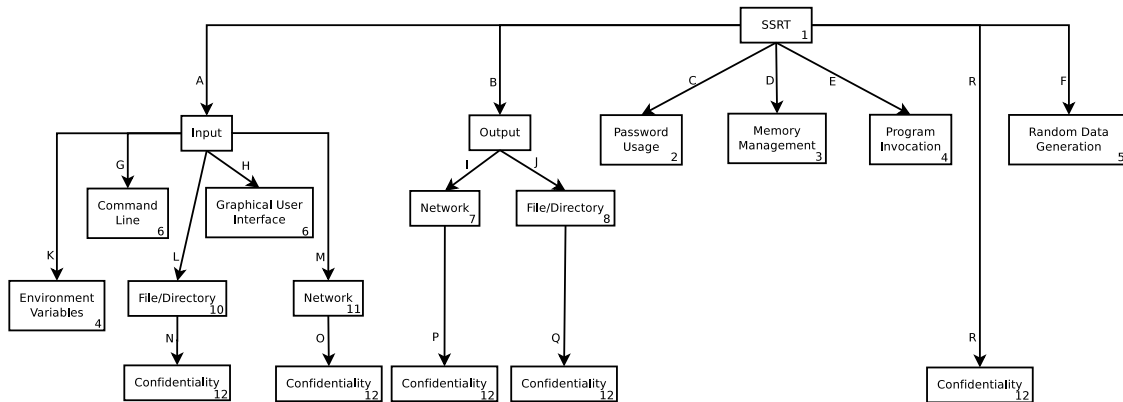 SSRT
1
A
B
C
D
E
R
F
Input
Output
Password
Usage
2
Memory
Management
3
Program
Invocation
4
Random Data
Generation
5
G
H
I
J
Command
Line
6
Graphical User
Interface
6
Network
7
File/Directory
8
K
L
M
Environment
Variables
4
File/Directory
10
Network
11
N
O
P
Q
R
Confidentiality
12
Confidentiality
12
Confidentiality
12
Confidentiality
12
Confidentiality
12